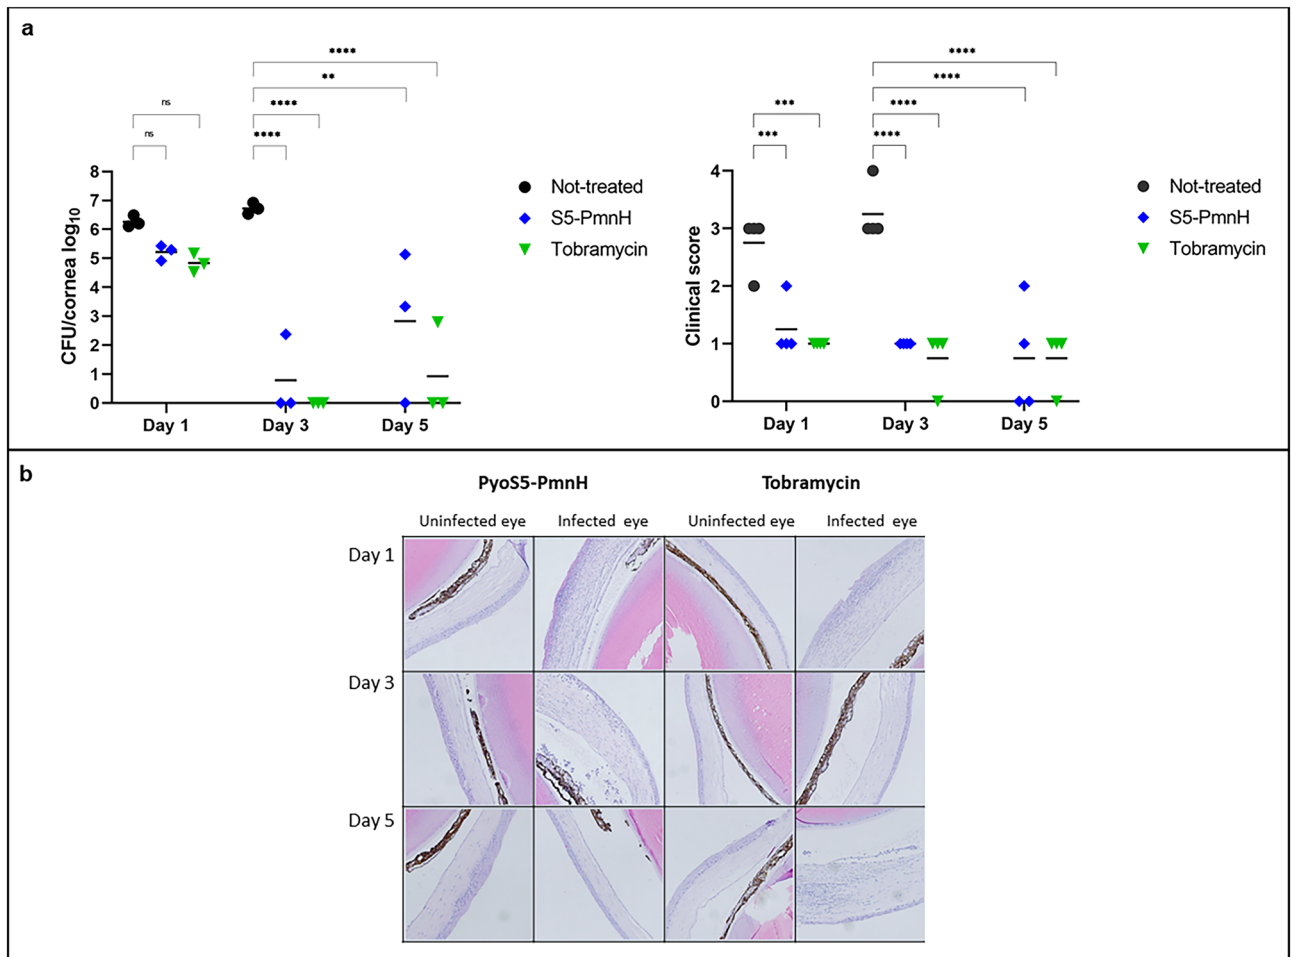 a
****
**
****
****
ns
ns
8
7
6
5
4
3
2
1
0
CFU/cornea log10
Day 1
Day 3
Day 5
Not-treated
S5-PmnH
Tobramycin
****
****
****
****
***
***
4
3
2
1
0
Clinical score
Day 1
Day 3
Day 5
Not-treated
S5-PmnH
Tobramycin
b
PyoS5-PmnH Tobramycin
Uninfected eye Infected eye Uninfected eye Infected eye
Day 1
Day 3
Day 5